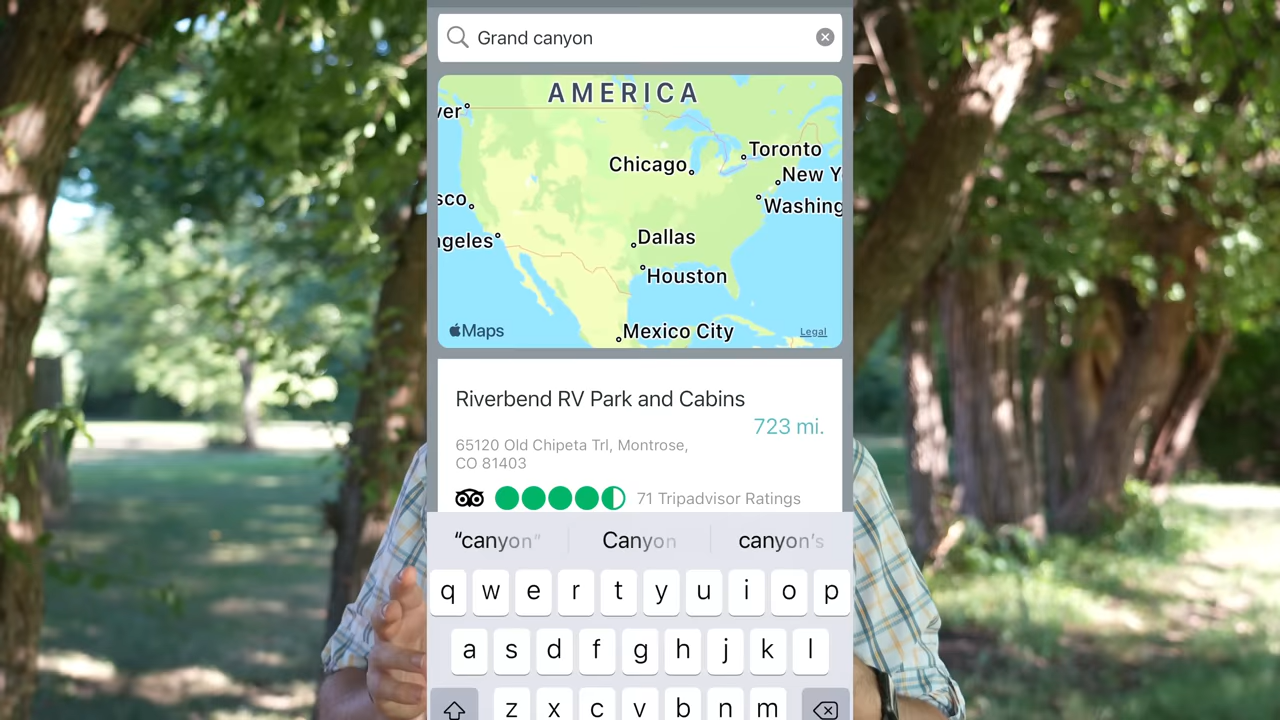 Grand canyon
AMERICA
ver
Toronto
Chicago
New Y
sco
Washing
ngeles
Dallas
Houston
Mexico City
Maps
Legal
Riverbend RV Park and Cabins
723 mi.
65120 Old Chipeta Trl, Montrose,
CO 81403
71 Tripadvisor Ratings
“canyon” Canyon canyon’s
q w e r t y u i o p
a s d f g h j k l
z x c v b n m